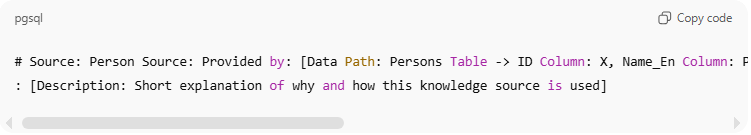 pgsql
Copy code
# Source: Person Source: Provided by: [Data Path: Persons Table -> ID Column: X, Name_En Column:
: [Description: Short explanation of why and how this knowledge source is used]